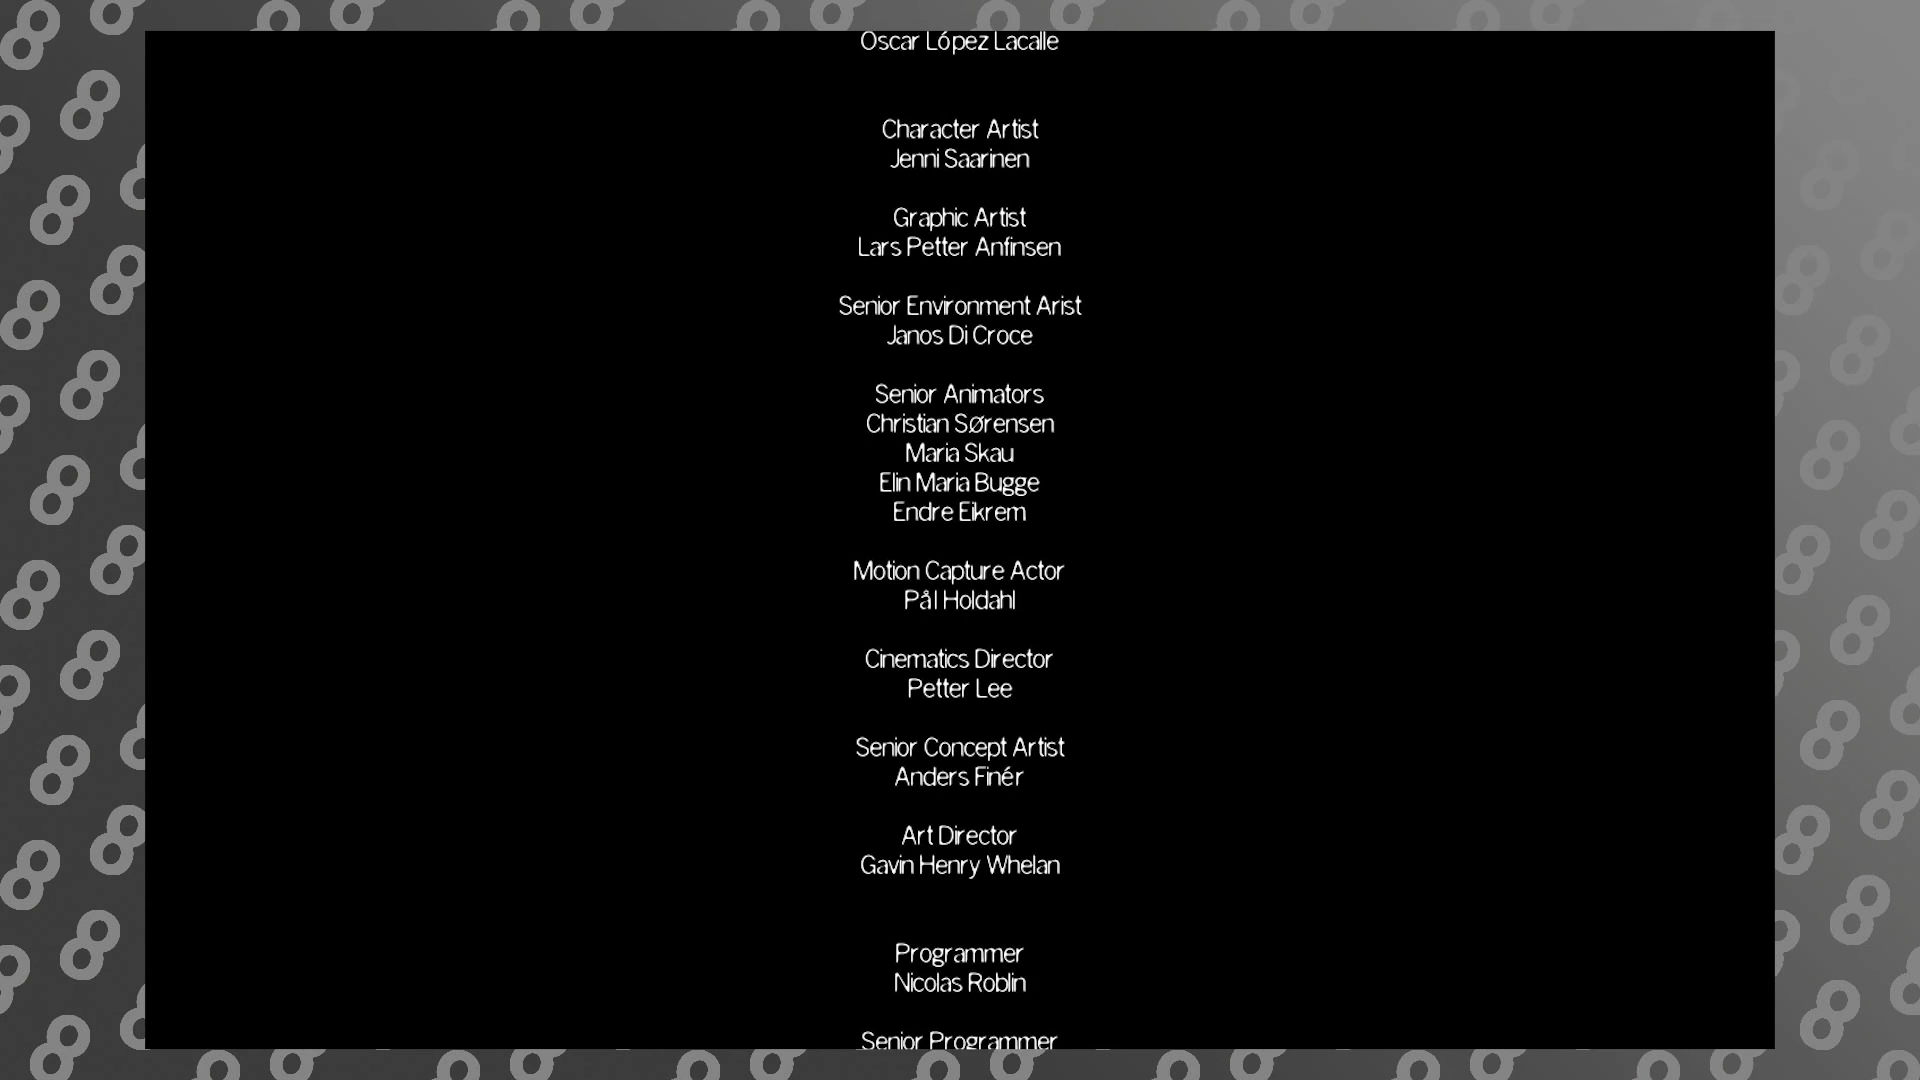 Oscar López Lacalle
Character Artist
Jenni Saarinen
Graphic Artist
Lars Petter Anfinsen
Senior Environment Arist
Janos Di Croce
Senior Animators
Christian Sørensen
Maria Skau
Elin Maria Bugge
Endre Eikrem
Motion Capture Actor
Pål Holdahl
Cinematics Director
Petter Lee
Senior Concept Artist
Anders Finér
Art Director
Gavin Henry Whelan
Programmer
Nicolas Roblin
Senior Programmer